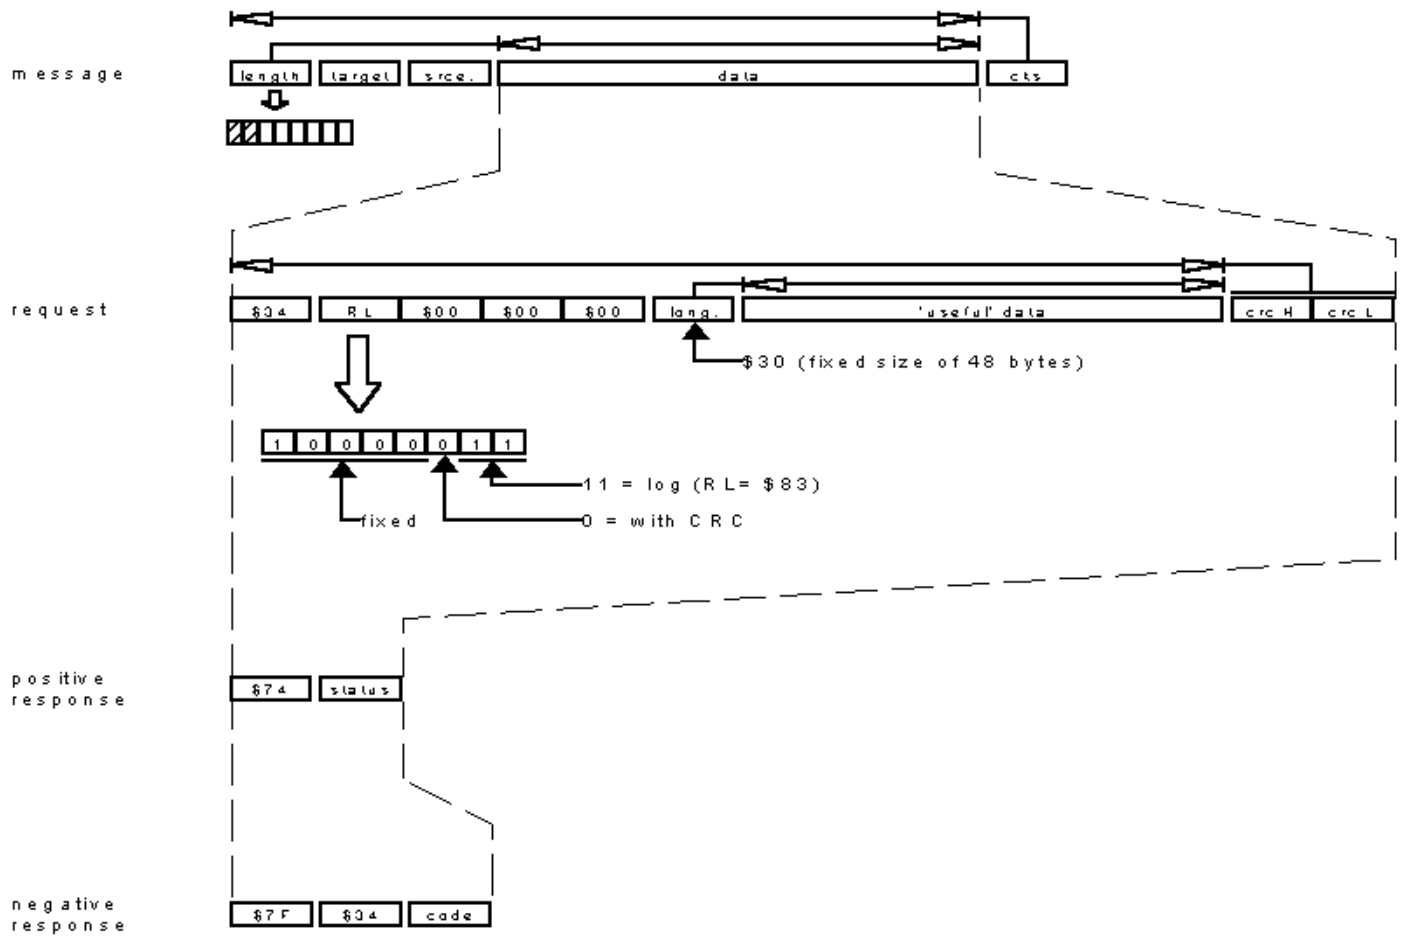 message length target srce. data cks
request $34 RL $00 $00 $00 long. 'useful' data crc H crc L
$30 (fixed size of 48 bytes)
1 0 0 0 0 0 1 1
11 = log (RL= $83)
fixed 0 = with CRC
positive
response $74 status
negative
response $7F $34 code